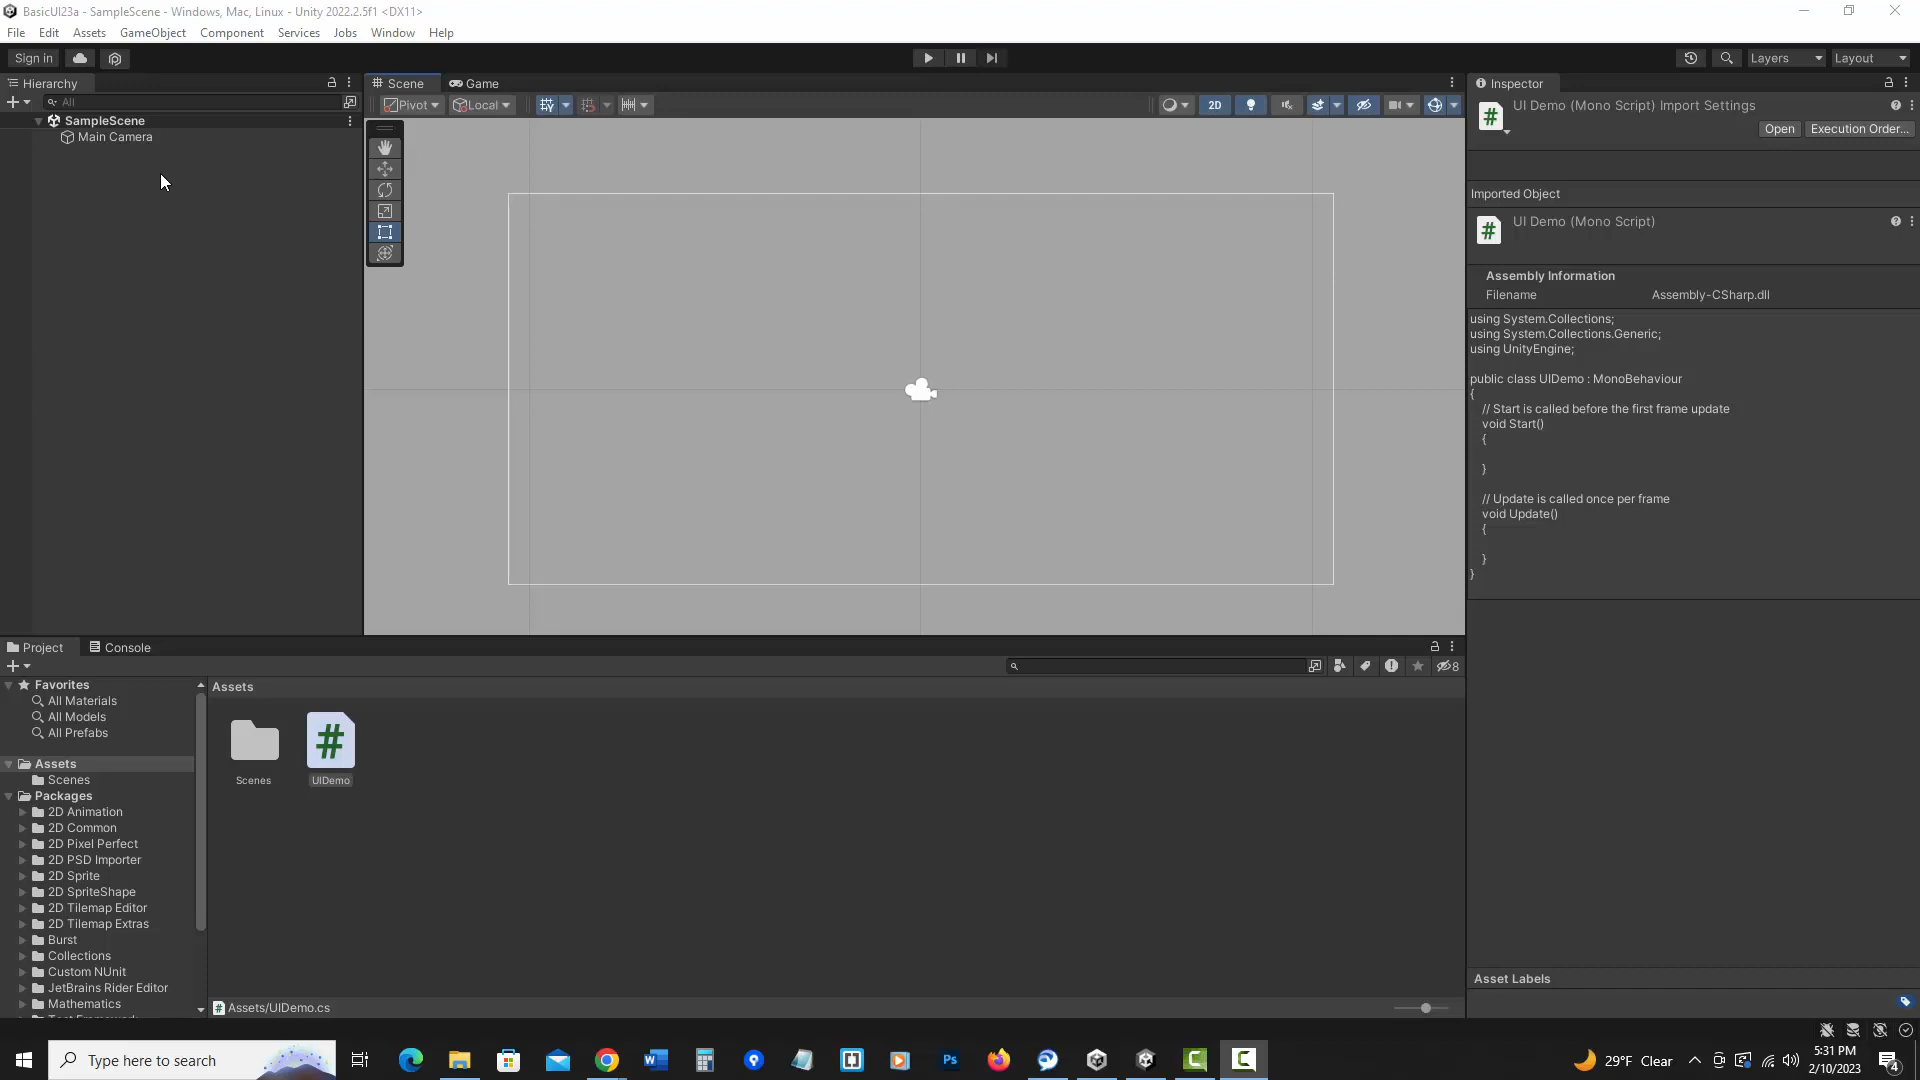 BasicUI23a - SampleScene - Windows, Mac, Linux - Unity 2022.2.5f1 <DX11>
File Edit Assets GameObject Component Services Jobs Window Help
Sign in Layers Layout
Hierarchy
All
SampleScene
Main Camera
Scene Game
Pivot Local 2D
Inspector
UI Demo (Mono Script) Import Settings
Open Execution Order...
Imported Object
UI Demo (Mono Script)
Assembly Information
Filename Assembly-CSharp.dll
using System.Collections;
using System.Collections.Generic;
using UnityEngine;
public class UIDemo : MonoBehaviour
{
// Start is called before the first frame update
void Start()
{
}
// Update is called once per frame
void Update()
{
}
}
Asset Labels
Project Console
8
Favorites
All Materials
All Models
All Prefabs
Assets
Scenes
Packages
2D Animation
2D Common
2D Pixel Perfect
2D PSD Importer
2D Sprite
2D SpriteShape
2D Tilemap Editor
2D Tilemap Extras
Burst
Collections
Custom NUnit
JetBrains Rider Editor
Mathematics
Assets
Scenes
UIDemo
Assets/UIDemo.cs
Type here to search
29°F Clear
5:31 PM
2/10/2023
4